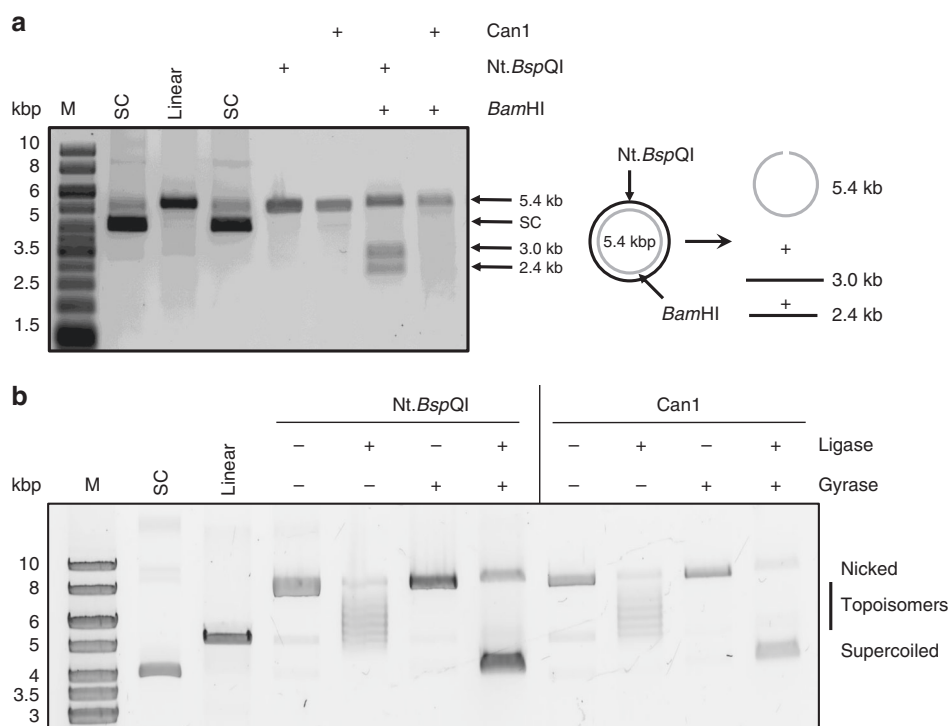 a
Can1 + +
Nt.BspQI + +
kbp M SC Linear SC BamHI + +
10
8
6
5
3.5
2.5
1.5
5.4 kb
SC
3.0 kb
2.4 kb
Nt.BspQI
5.4 kbp
BamHI
5.4 kb
+
3.0 kb
+
2.4 kb
b
Nt.BspQI Can1
– + – + – + – + Ligase
kbp M SC Linear – – + + – – + + Gyrase
10
8
6
5
4
3.5
3
Nicked
Topoisomers
Supercoiled